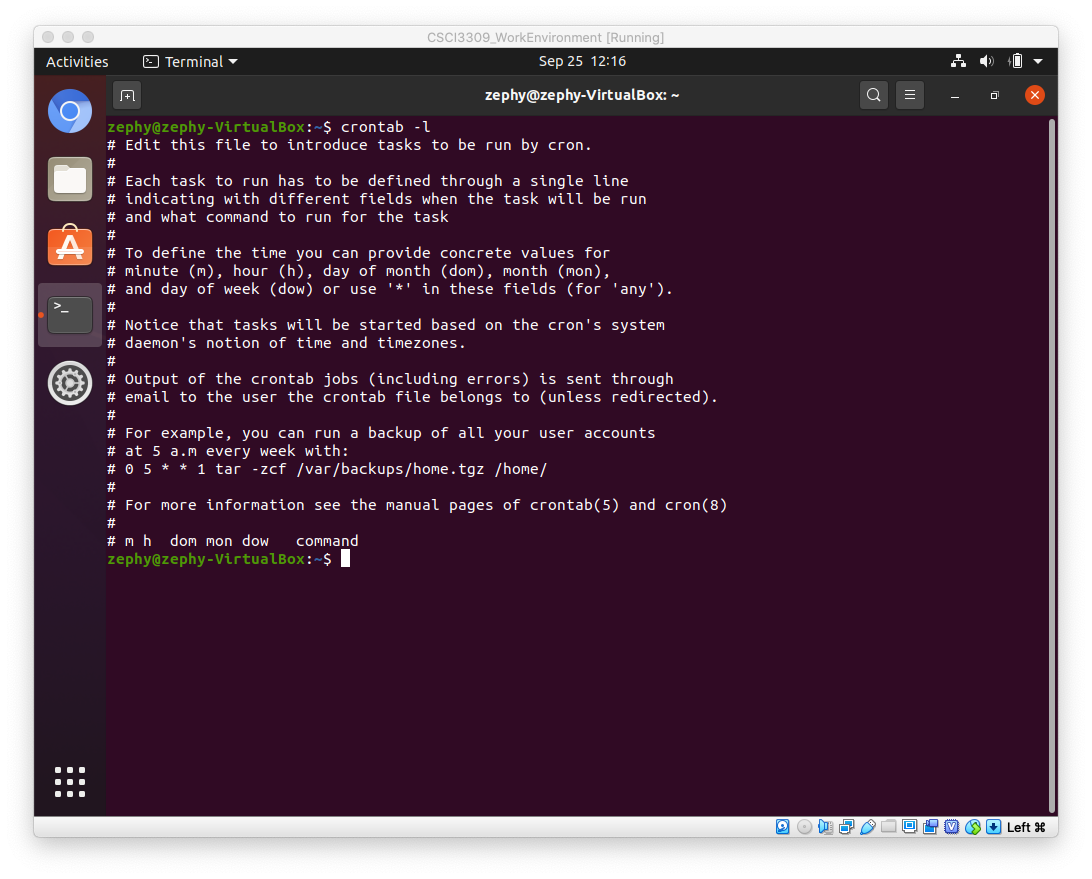 CSCI3309_WorkEnvironment [Running]
Activities Terminal Sep 25 12:16
zephy@zephy-VirtualBox: ~
zephy@zephy-VirtualBox:~$ crontab -l
# Edit this file to introduce tasks to be run by cron.
#
# Each task to run has to be defined through a single line
# indicating with different fields when the task will be run
# and what command to run for the task
#
# To define the time you can provide concrete values for
# minute (m), hour (h), day of month (dom), month (mon),
# and day of week (dow) or use '*' in these fields (for 'any').
#
# Notice that tasks will be started based on the cron's system
# daemon's notion of time and timezones.
#
# Output of the crontab jobs (including errors) is sent through
# email to the user the crontab file belongs to (unless redirected).
#
# For example, you can run a backup of all your user accounts
# at 5 a.m every week with:
# 0 5 * * 1 tar -zcf /var/backups/home.tgz /home/
#
# For more information see the manual pages of crontab(5) and cron(8)
#
# m h  dom mon dow   command
zephy@zephy-VirtualBox:~$
Left ⌘